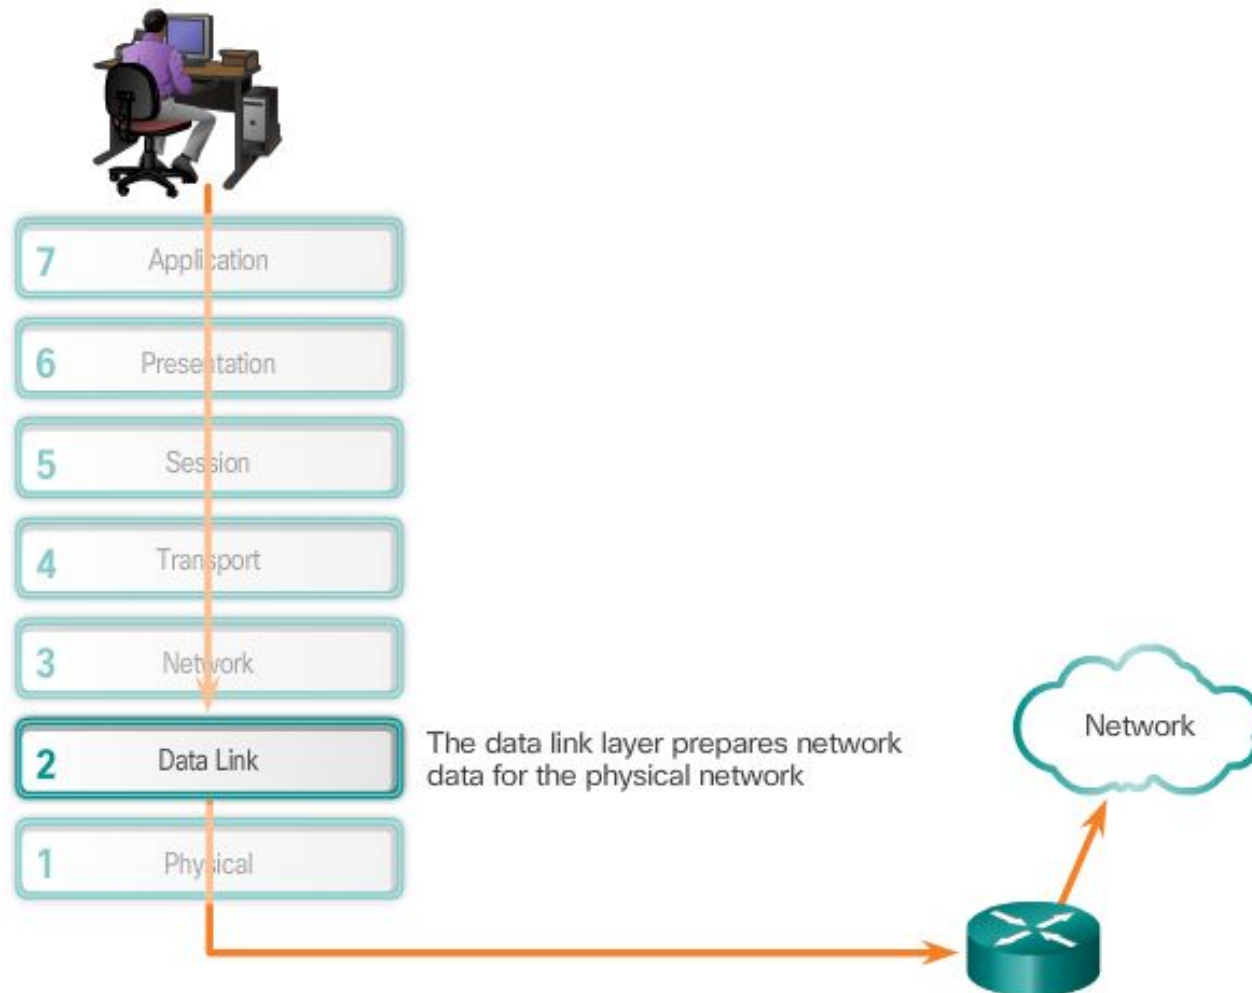 7 Application
6 Presentation
5 Session
4 Transport
3 Network
2 Data Link
The data link layer prepares network
data for the physical network
1 Physical
Network